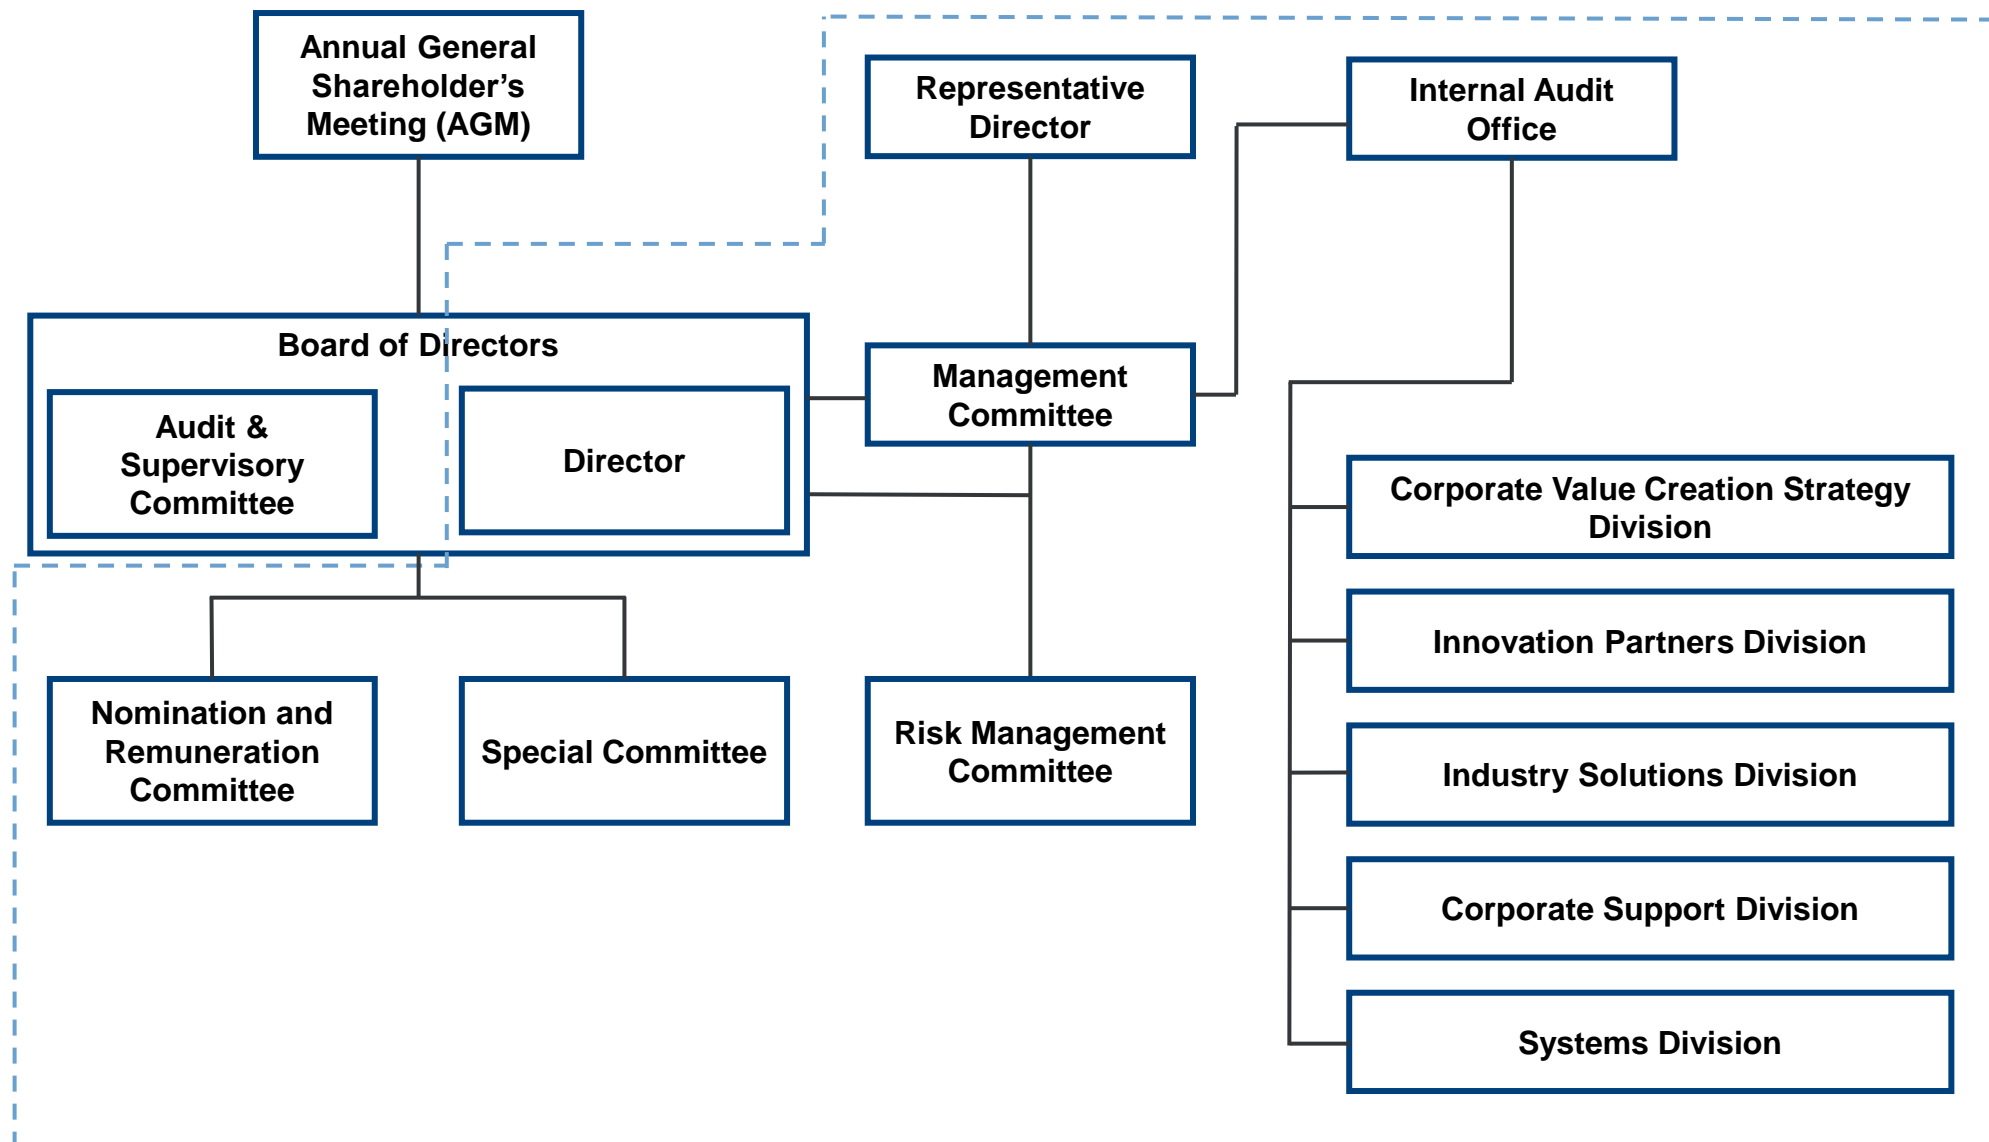 Annual General
Shareholder’s
Meeting (AGM)
Representative
Director
Internal Audit
Office
Board of Directors
Audit &
Supervisory
Committee
Director
Management
Committee
Corporate Value Creation Strategy
Division
Innovation Partners Division
Nomination and
Remuneration
Committee
Special Committee
Risk Management
Committee
Industry Solutions Division
Corporate Support Division
Systems Division